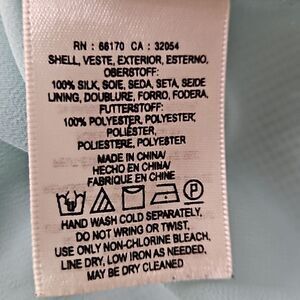 RN : 66170 CA : 32054
SHELL, VESTE, EXTERIOR, ESTERNO,
OBERSTOFF:
100% SILK, SOIE, SEDA, SETA, SEIDE
LINING, DOUBLURE, FORRO, FODERA,
FUTTERSTOFF:
100% POLYESTER, POLYESTER,
POLIÉSTER,
POLIESTERE, POLYESTER
MADE IN CHINA/
HECHO EN CHINA/
FABRIQUE EN CHINE
HAND WASH COLD SEPARATELY,
DO NOT WRING OR TWIST,
USE ONLY NON-CHLORINE BLEACH,
LINE DRY, LOW IRON AS NEEDED,
MAY BE DRY CLEANED